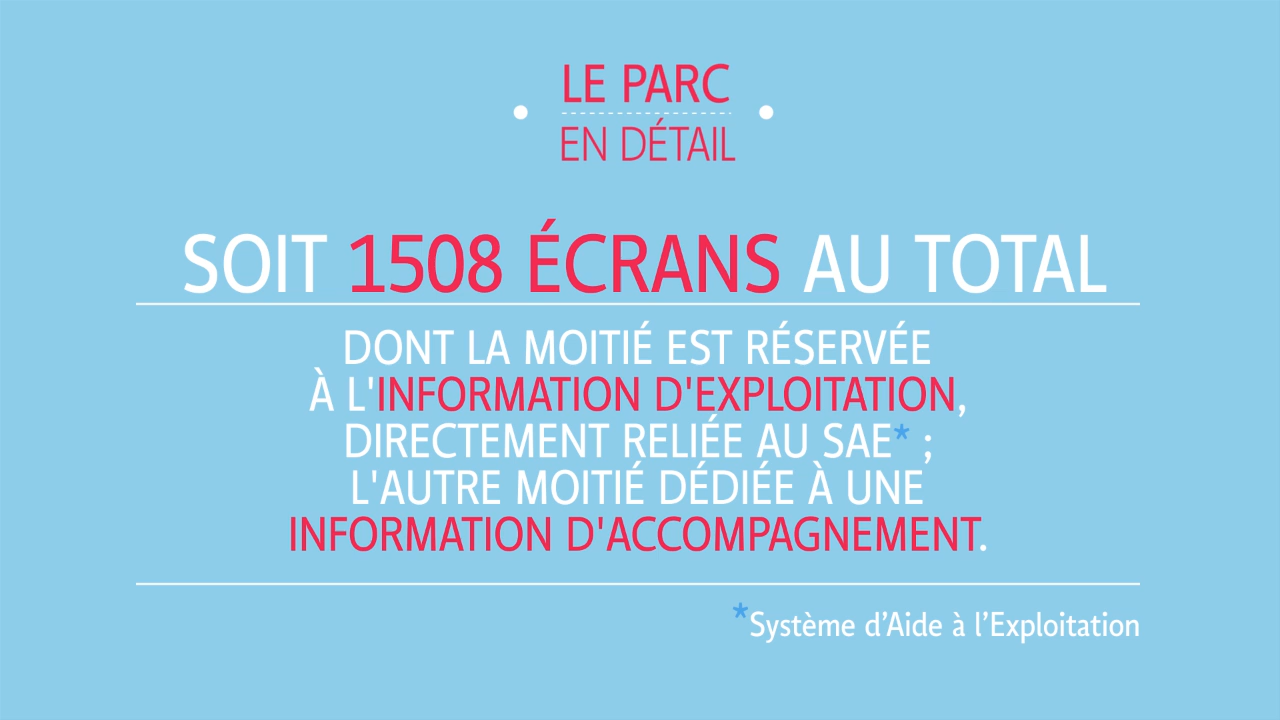 LE PARC
EN DÉTAIL
SOIT 1508 ÉCRANS AU TOTAL
DONT LA MOITIÉ EST RÉSERVÉE
À L'INFORMATION D'EXPLOITATION,
DIRECTEMENT RELIÉE AU SAE* ;
L'AUTRE MOITIÉ DÉDIÉE À UNE
INFORMATION D'ACCOMPAGNEMENT.
*Système d’Aide à l’Exploitation